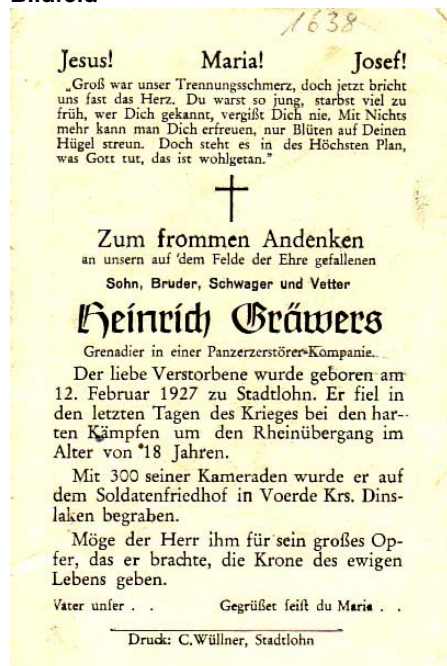 Bildfeld
1638
Jesus! Maria! Josef!
„Groß war unser Trennungsschmerz, doch jetzt bricht
uns fast das Herz. Du warst so jung, starbst viel zu
früh, wer Dich gekannt, vergißt Dich nie. Mit Nichts
mehr kann man Dich erfreuen, nur Blüten auf Deinen
Hügel streun. Doch steht es in des Höchsten Plan,
was Gott tut, das ist wohlgetan."
Zum frommen Andenken
an unsern auf dem Felde der Ehre gefallenen
Sohn, Bruder, Schwager und Vetter
Heinrich Gräwers
Grenadier in einer Panzerzerstörer-Kompanie.
Der liebe Verstorbene wurde geboren am
12. Februar 1927 zu Stadtlohn. Er fiel in
den letzten Tagen des Krieges bei den har-
ten Kämpfen um den Rheinübergang im
Alter von 18 Jahren.
Mit 300 seiner Kameraden wurde er auf
dem Soldatenfriedhof in Voerde Krs. Dins-
laken begraben.
Möge der Herr ihm für sein großes Op-
fer, das er brachte, die Krone des ewigen
Lebens geben.
Vater unser . . Gegrüßet seist du Maria . .
Druck: C. Wüllner, Stadtlohn